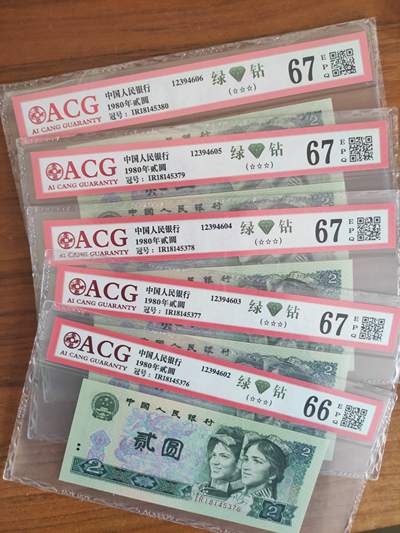 ACG
AI CANG GUARANTY
中国人民银行
1980年贰圆
冠号：IR18145380
12394606
绿 钻
(☆☆☆)
67
EPQ
ACG
AI CANG GUARANTY
中国人民银行
1980年贰圆
冠号：IR18145379
12394605
绿 钻
(☆☆☆)
67
EPQ
ACG
AI CANG GUARANTY
中国人民银行
1980年贰圆
冠号：IR18145378
12394604
绿 钻
(☆☆☆)
67
EPQ
2
ACG
AI CANG GUARANTY
中国人民银行
1980年贰圆
冠号：IR18145377
12394603
绿 钻
(☆☆☆)
67
EPQ
2
ACG
AI CANG GUARANTY
中国人民银行
1980年贰圆
冠号：IR18145376
12394602
绿 钻
(☆☆☆)
66
EPQ
中国人民银行
贰圆
2
2
IR18145376